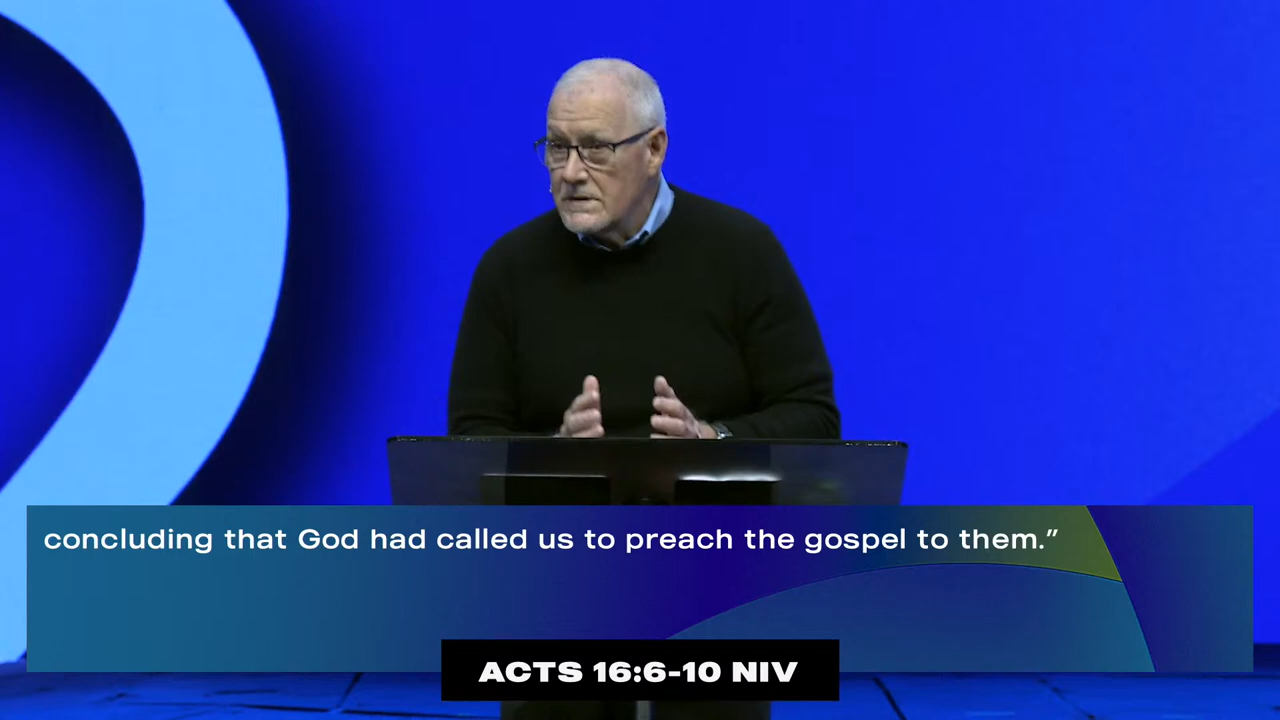 concluding that God had called us to preach the gospel to them.”
ACTS 16:6-10 NIV